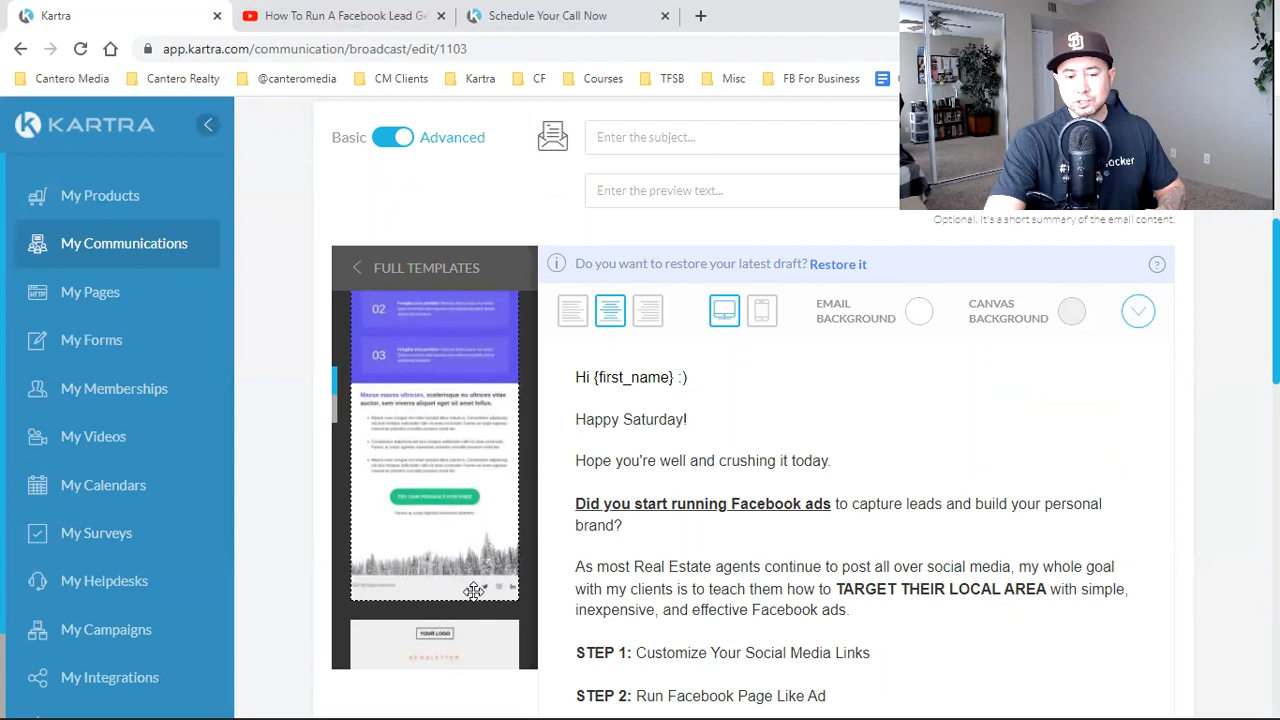 Kartra
How To Run A Facebook Lead Ge
Schedule Your Call Now
app.kartra.com/communication/broadcast/edit/1103
Cantero Media
Cantero Realty
@canteromedia
CM Clients
Kartra
CF
Courses
TFSB
Misc
FB For Business
KARTRA
My Products
My Communications
My Pages
My Forms
My Memberships
My Videos
My Calendars
My Surveys
My Helpdesks
My Campaigns
My Integrations
Basic
Advanced
Enter the subject...
Enter the preview text...
Optional. It's a short summary of the email content.
FULL TEMPLATES
02
03
TRY OUR PRODUCT FOR FREE
YOUR LOGO
NEWSLETTER
Do you want to restore your latest draft? Restore it
EMAIL
BACKGROUND
CANVAS
BACKGROUND
Hi {first_name} :)
Happy Saturday!
Hope you're well and crushing it today.
Did you start running Facebook ads to capture leads and build your personal
brand?
As most Real Estate agents continue to post all over social media, my whole goal
with my clients is to teach them how to TARGET THEIR LOCAL AREA with simple,
inexpensive, and effective Facebook ads.
STEP 1: Customize Your Social Media Link
STEP 2: Run Facebook Page Like Ad